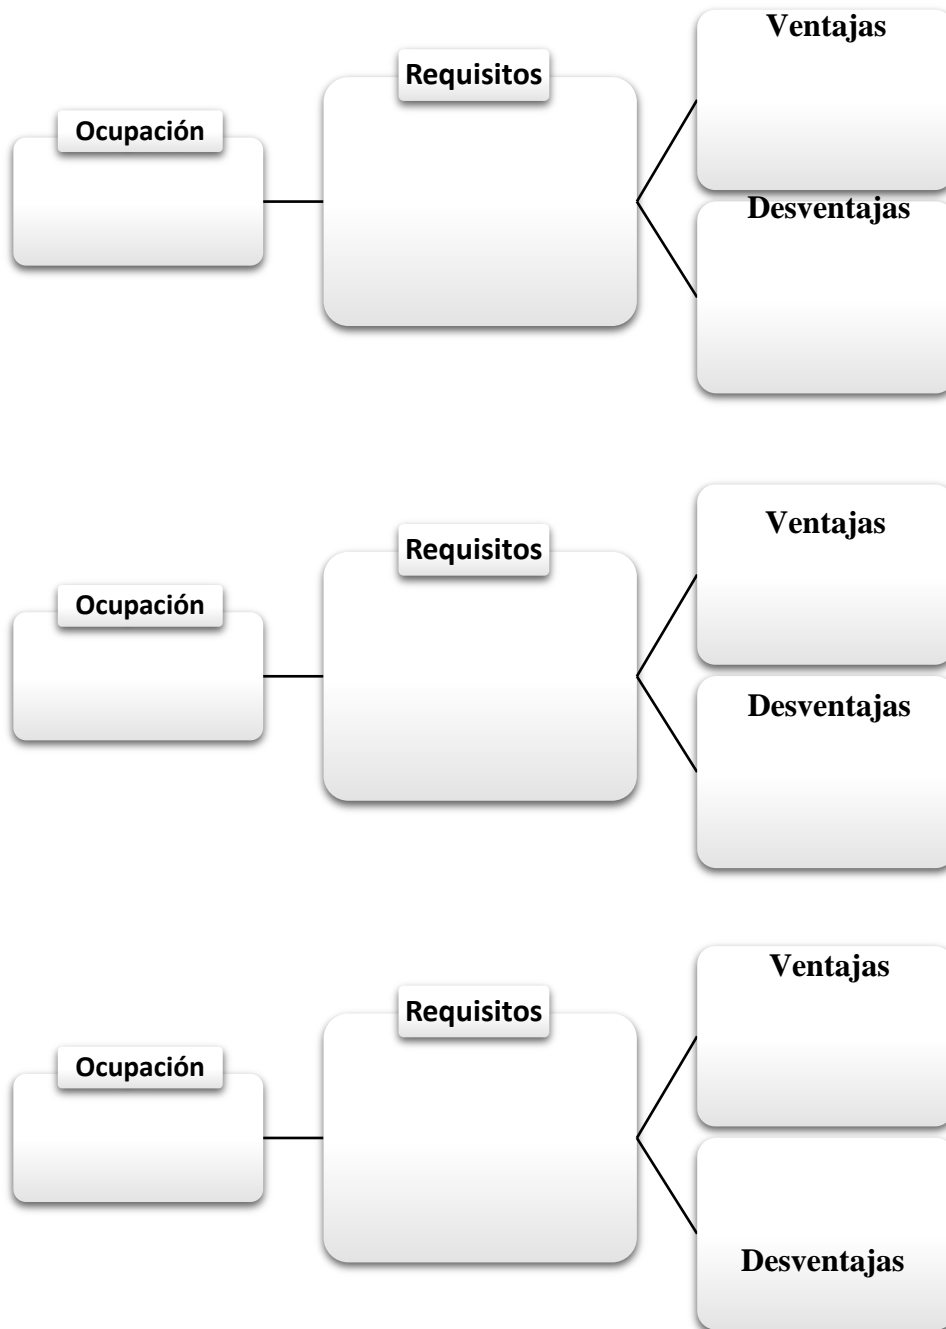 Ocupación
Requisitos
Ventajas
Desventajas
Ocupación
Requisitos
Ventajas
Desventajas
Ocupación
Requisitos
Ventajas
Desventajas